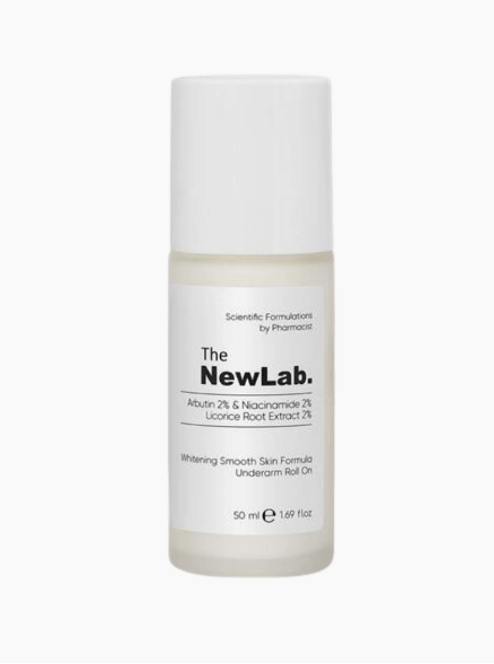 Scientific Formulations
by Pharmacist
The
NewLab.
Arbutin 2% & Niacinamide 2%
Licorice Root Extract 2%
Whitening Smooth Skin Formula
Underarm Roll On
50 ml ℮ 1.69 fl.oz